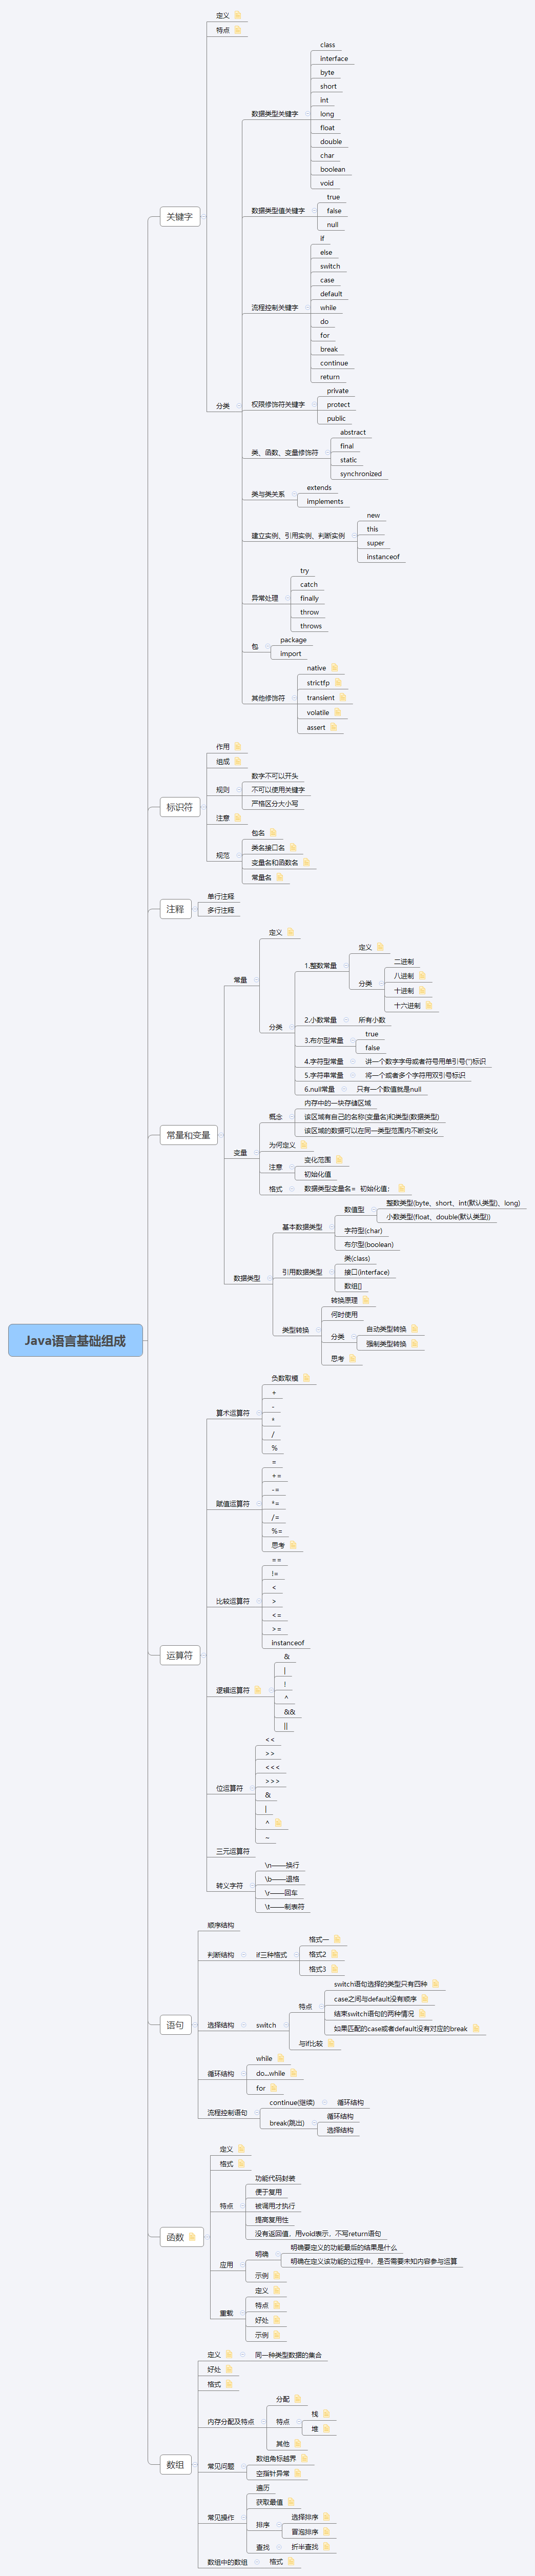 Java语言基础组成
关键字
定义
特点
分类
数据类型关键字
class
interface
byte
short
int
long
float
double
char
boolean
void
数据类型值关键字
true
false
null
流程控制关键字
if
else
switch
case
default
while
do
for
break
continue
return
权限修饰符关键字
private
protect
public
类、函数、变量修饰符
abstract
final
static
synchronized
类与类关系
extends
implements
建立实例、引用实例、判断实例
new
this
super
instanceof
异常处理
try
catch
finally
throw
throws
包
package
import
其他修饰符
native
strictfp
transient
volatile
assert
标识符
作用
组成
规则
数字不可以开头
不可以使用关键字
严格区分大小写
注意
规范
包名
类名接口名
变量名和函数名
常量名
注释
单行注释
多行注释
常量和变量
常量
定义
分类
1.整数常量
定义
分类
二进制
八进制
十进制
十六进制
2.小数常量
所有小数
3.布尔型常量
true
false
4.字符型常量
讲一个数字字母或者符号用单引号('')标识
5.字符串常量
将一个或者多个字符用双引号标识
6.null常量
只有一个数值就是null
变量
概念
内存中的一块存储区域
该区域有自己的名称(变量名)和类型(数据类型)
该区域的数据可以在同一类型范围内不断变化
为何定义
注意
变化范围
初始化值
格式
数据类型变量名= 初始化值；
数据类型
基本数据类型
数值型
整数类型(byte、short、int(默认类型)、long)
小数类型(float、double(默认类型))
字符型(char)
布尔型(boolean)
引用数据类型
类(class)
接口(interface)
数组[]
类型转换
转换原理
何时使用
分类
自动类型转换
强制类型转换
思考
运算符
算术运算符
负数取模
+
-
*
/
%
赋值运算符
=
+=
-=
*=
/=
%=
思考
比较运算符
==
!=
<
>
<=
>=
instanceof
逻辑运算符
&
|
!
^
&&
||
位运算符
<<
>>
<<<
>>>
&
|
^
~
三元运算符
转义字符
\n——换行
\b——退格
\r——回车
\t——制表符
语句
顺序结构
判断结构
if三种格式
格式一
格式2
格式3
选择结构
switch
特点
switch语句选择的类型只有四种
case之间与default没有顺序
结束switch语句的两种情况
如果匹配的case或者default没有对应的break
与if比较
循环结构
while
do...while
for
流程控制语句
continue(继续)
循环结构
break(跳出)
循环结构
选择结构
函数
定义
格式
特点
功能代码封装
便于复用
被调用才执行
提高复用性
没有返回值，用void表示，不写return语句
应用
明确
明确要定义的功能最后的结果是什么
明确在定义该功能的过程中，是否需要未知内容参与运算
示例
重载
定义
特点
好处
示例
数组
定义
同一种类型数据的集合
好处
格式
内存分配及特点
分配
特点
栈
堆
其他
常见问题
数组角标越界
空指针异常
常见操作
遍历
获取最值
排序
选择排序
冒泡排序
查找
折半查找
数组中的数组
格式